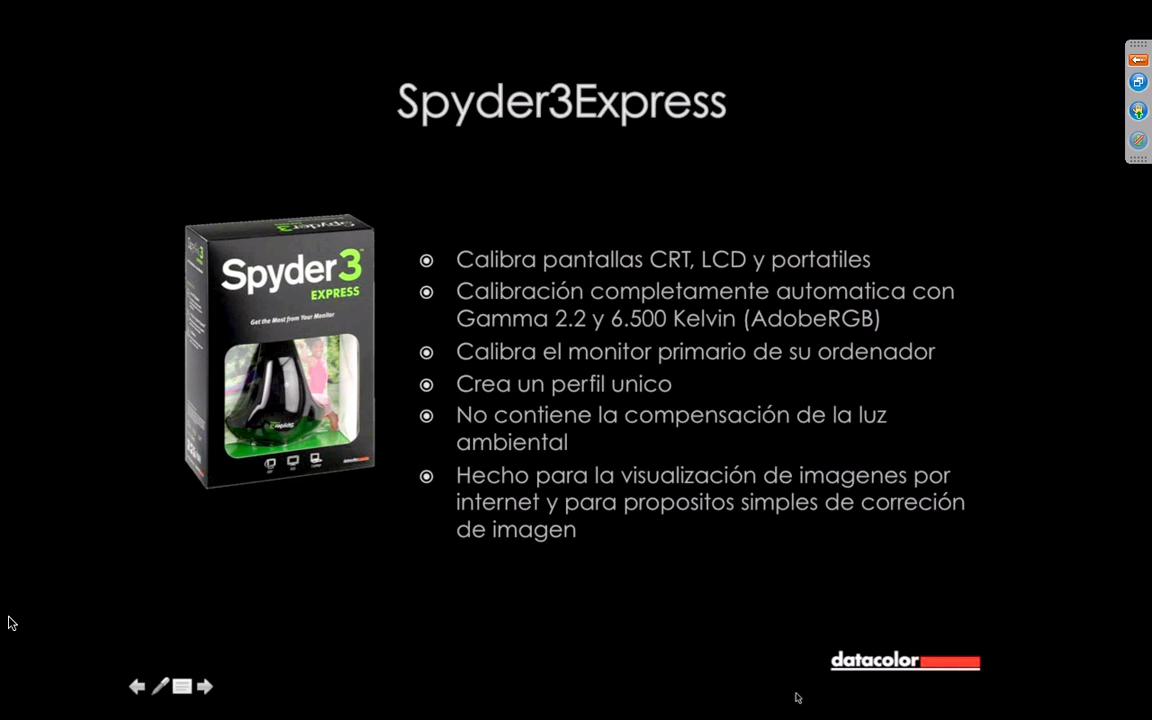 Spyder3Express
Spyder3
EXPRESS
Get the Most from Your Monitor
Calibra pantallas CRT, LCD y portatiles
Calibración completamente automatica con
Gamma 2.2 y 6.500 Kelvin (AdobeRGB)
Calibra el monitor primario de su ordenador
Crea un perfil unico
No contiene la compensación de la luz
ambiental
Hecho para la visualización de imagenes por
internet y para propositos simples de correción
de imagen
datacolor